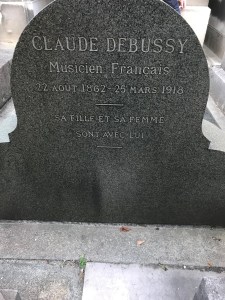 CLAUDE DEBUSSY
Musicien Français
22 AOUT 1862 - 25 MARS 1918
SA FILLE ET SA FEMME
SONT AVEC LUI